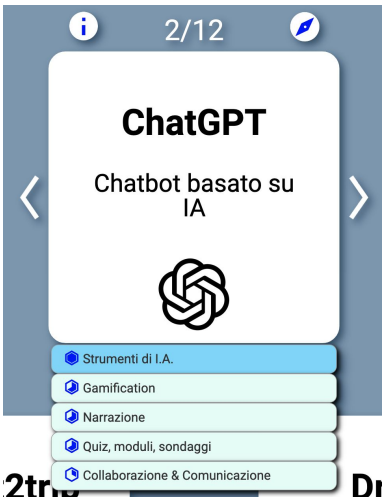 2/12
ChatGPT
Chatbot basato su
IA
Strumenti di I.A.
Gamification
Narrazione
Quiz, moduli, sondaggi
Collaborazione & Comunicazione